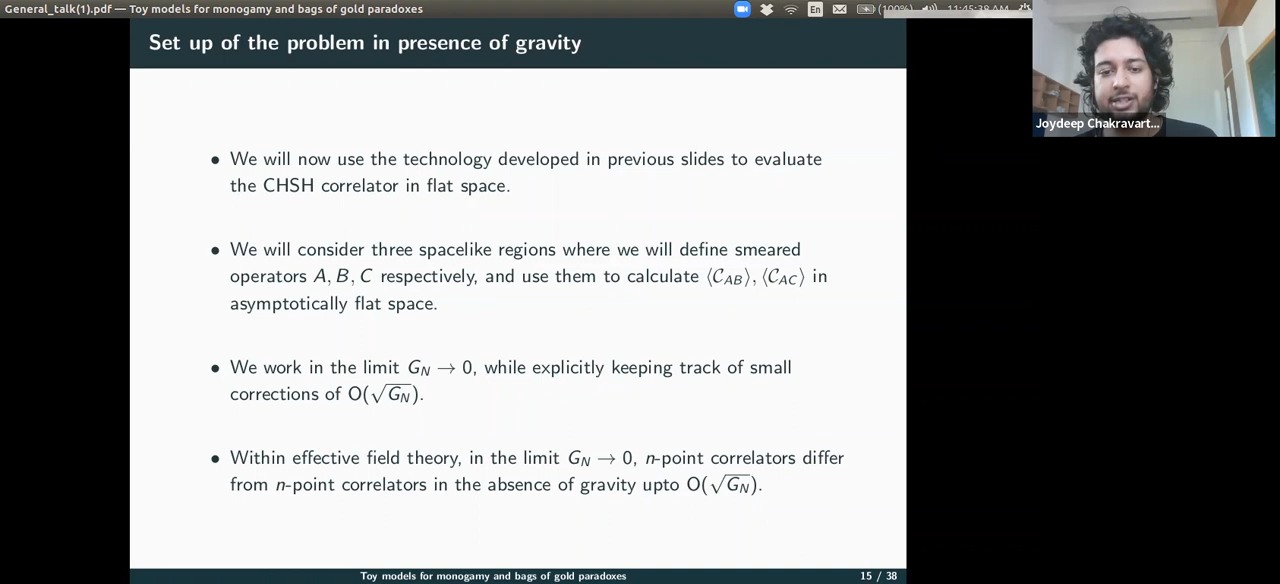 General_talk(1).pdf — Toy models for monogamy and bags of gold paradoxes
En
(100%)
11:45:38 AM
Set up of the problem in presence of gravity
Joydeep Chakravart...
• We will now use the technology developed in previous slides to evaluate
the CHSH correlator in flat space.
• We will consider three spacelike regions where we will define smeared
operators A, B, C respectively, and use them to calculate ⟨𝒞_AB⟩, ⟨𝒞_AC⟩ in
asymptotically flat space.
• We work in the limit G_N → 0, while explicitly keeping track of small
corrections of O(√G_N).
• Within effective field theory, in the limit G_N → 0, n-point correlators differ
from n-point correlators in the absence of gravity upto O(√G_N).
Toy models for monogamy and bags of gold paradoxes
15 / 38